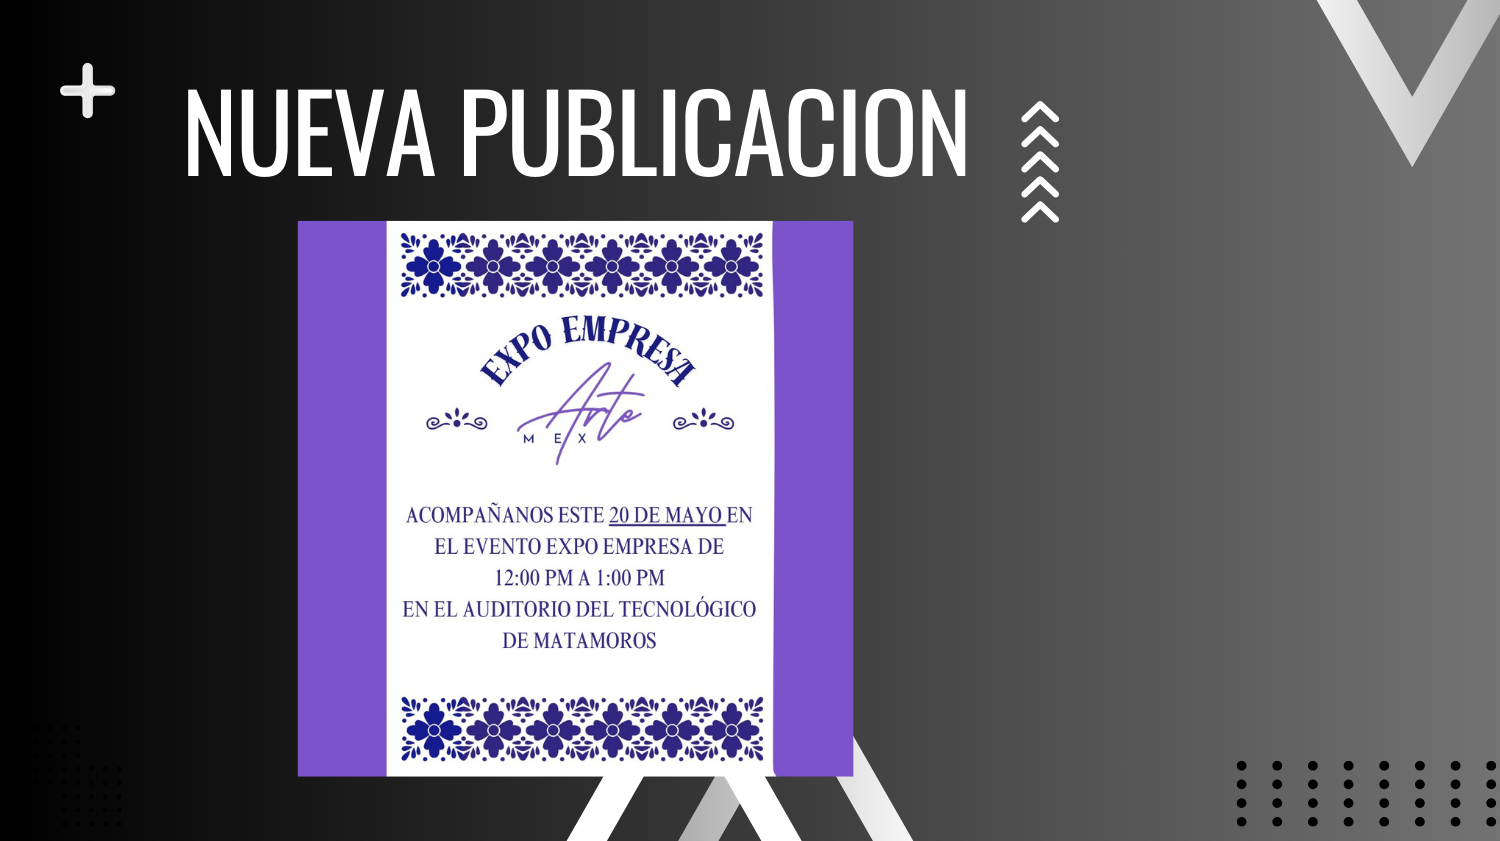 NUEVA PUBLICACION
EXPO EMPRESA
Arte
MEX
ACOMPAÑANOS ESTE 20 DE MAYO EN
EL EVENTO EXPO EMPRESA DE
12:00 PM A 1:00 PM
EN EL AUDITORIO DEL TECNOLÓGICO
DE MATAMOROS